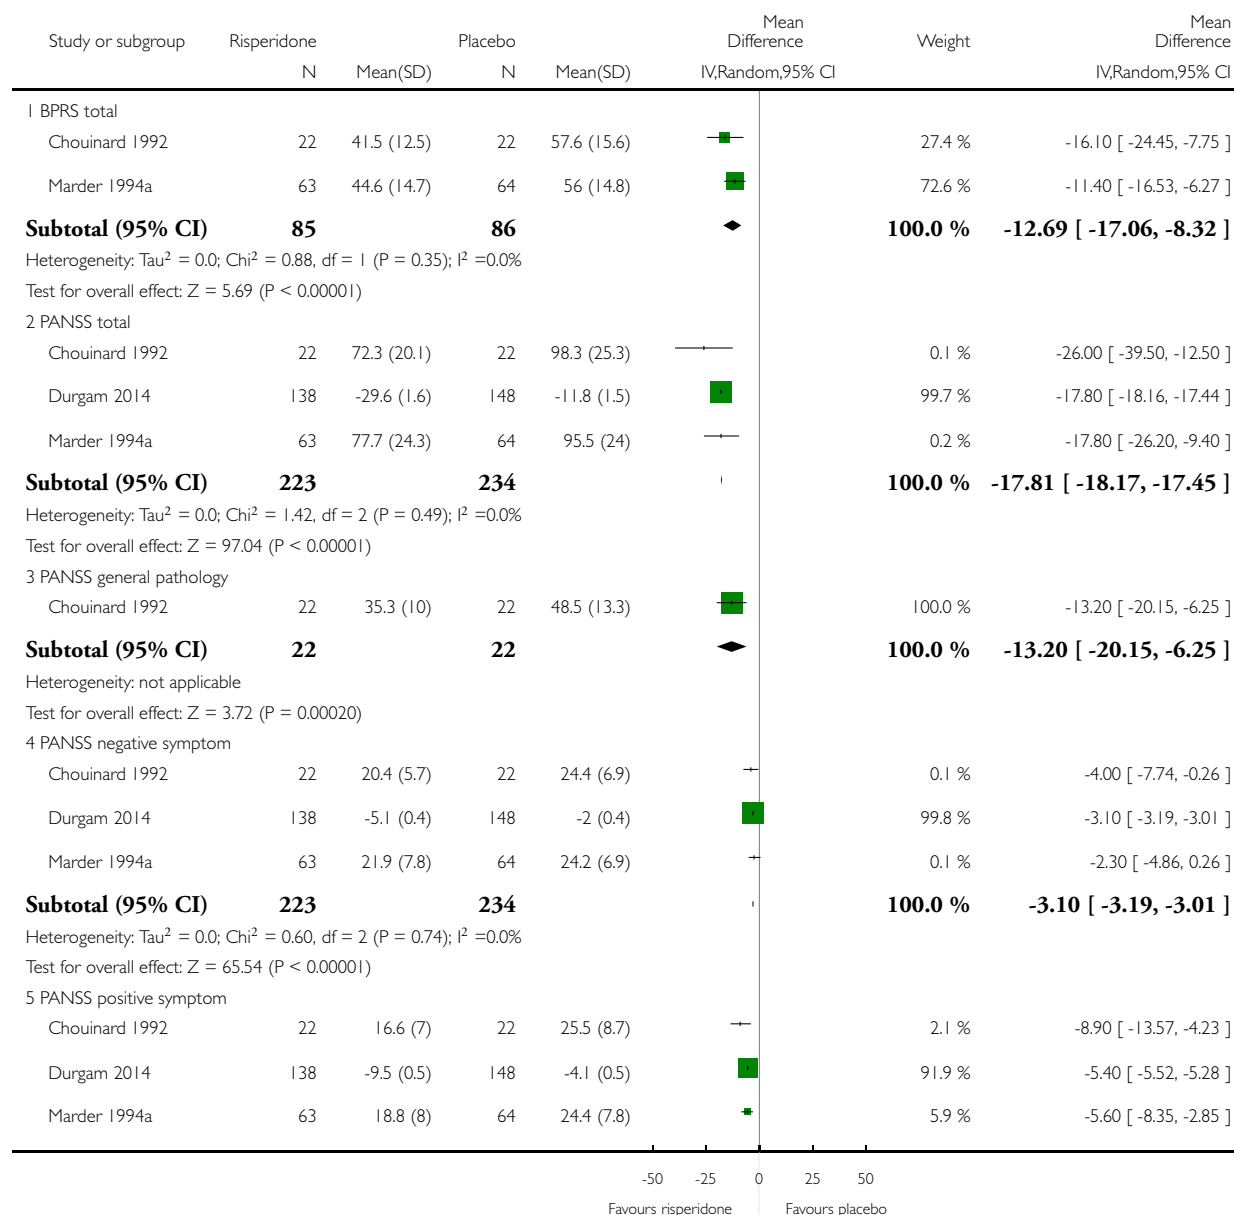 Mean Mean
Study or subgroup Risperidone Placebo Difference Weight Difference
N Mean(SD) N Mean(SD) IV,Random,95% CI IV,Random,95% CI
1 BPRS total
Chouinard 1992 22 41.5 (12.5) 22 57.6 (15.6) 27.4 % -16.10 [ -24.45, -7.75 ]
Marder 1994a 63 44.6 (14.7) 64 56 (14.8) 72.6 % -11.40 [ -16.53, -6.27 ]
Subtotal (95% CI) 85 86 100.0 % -12.69 [ -17.06, -8.32 ]
Heterogeneity: Tau² = 0.0; Chi² = 0.88, df = 1 (P = 0.35); I² =0.0%
Test for overall effect: Z = 5.69 (P < 0.00001)
2 PANSS total
Chouinard 1992 22 72.3 (20.1) 22 98.3 (25.3) 0.1 % -26.00 [ -39.50, -12.50 ]
Durgam 2014 138 -29.6 (1.6) 148 -11.8 (1.5) 99.7 % -17.80 [ -18.16, -17.44 ]
Marder 1994a 63 77.7 (24.3) 64 95.5 (24) 0.2 % -17.80 [ -26.20, -9.40 ]
Subtotal (95% CI) 223 234 100.0 % -17.81 [ -18.17, -17.45 ]
Heterogeneity: Tau² = 0.0; Chi² = 1.42, df = 2 (P = 0.49); I² =0.0%
Test for overall effect: Z = 97.04 (P < 0.00001)
3 PANSS general pathology
Chouinard 1992 22 35.3 (10) 22 48.5 (13.3) 100.0 % -13.20 [ -20.15, -6.25 ]
Subtotal (95% CI) 22 22 100.0 % -13.20 [ -20.15, -6.25 ]
Heterogeneity: not applicable
Test for overall effect: Z = 3.72 (P = 0.00020)
4 PANSS negative symptom
Chouinard 1992 22 20.4 (5.7) 22 24.4 (6.9) 0.1 % -4.00 [ -7.74, -0.26 ]
Durgam 2014 138 -5.1 (0.4) 148 -2 (0.4) 99.8 % -3.10 [ -3.19, -3.01 ]
Marder 1994a 63 21.9 (7.8) 64 24.2 (6.9) 0.1 % -2.30 [ -4.86, 0.26 ]
Subtotal (95% CI) 223 234 100.0 % -3.10 [ -3.19, -3.01 ]
Heterogeneity: Tau² = 0.0; Chi² = 0.60, df = 2 (P = 0.74); I² =0.0%
Test for overall effect: Z = 65.54 (P < 0.00001)
5 PANSS positive symptom
Chouinard 1992 22 16.6 (7) 22 25.5 (8.7) 2.1 % -8.90 [ -13.57, -4.23 ]
Durgam 2014 138 -9.5 (0.5) 148 -4.1 (0.5) 91.9 % -5.40 [ -5.52, -5.28 ]
Marder 1994a 63 18.8 (8) 64 24.4 (7.8) 5.9 % -5.60 [ -8.35, -2.85 ]
-50 -25 0 25 50
Favours risperidone Favours placebo